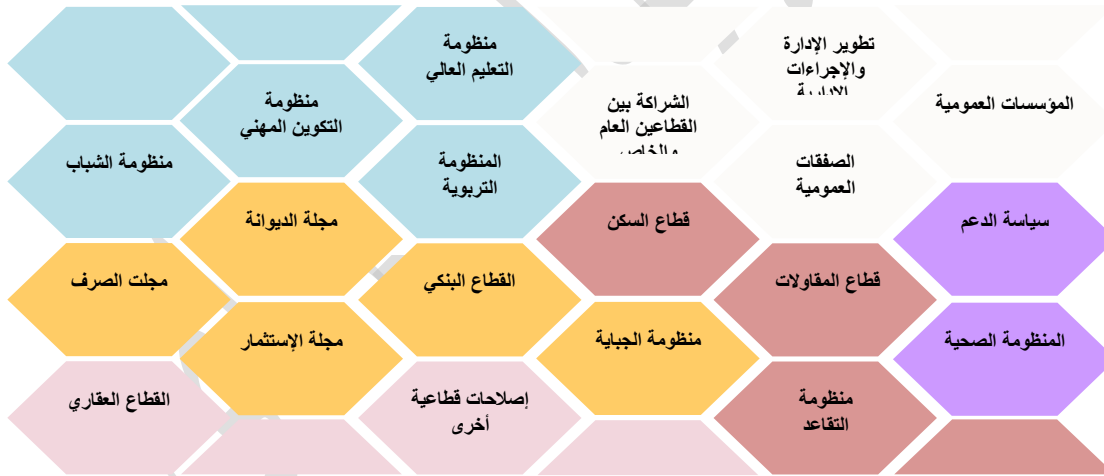 تطوير الإدارة
والإجراءات
المؤسسات العمومية
الشراكة بين
القطاعين العام
والخاص
منظومة
التعليم العالي
منظومة
التكوين المهني
الصفقات
العمومية
المنظومة
التربوية
منظومة الشباب
سياسة الدعم
قطاع السكن
مجلة الديوانة
قطاع المقاولات
القطاع البنكي
مجلت الصرف
المنظومة الصحية
منظومة الجباية
مجلة الإستثمار
منظومة
التقاعد
إصلاحات قطاعية
أخرى
القطاع العقاري